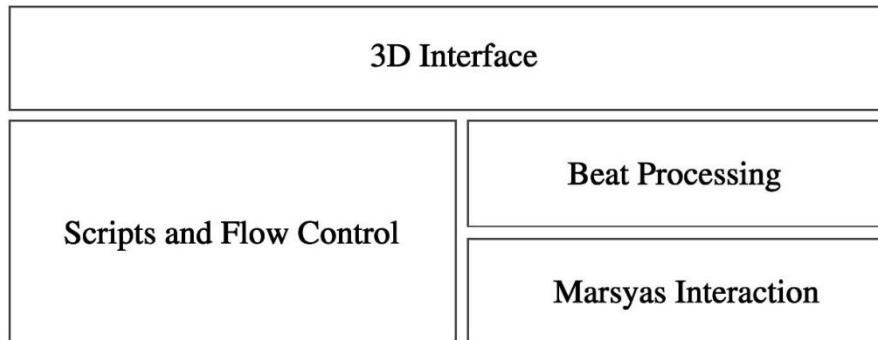 3D Interface
Beat Processing
Scripts and Flow Control
Marsyas Interaction